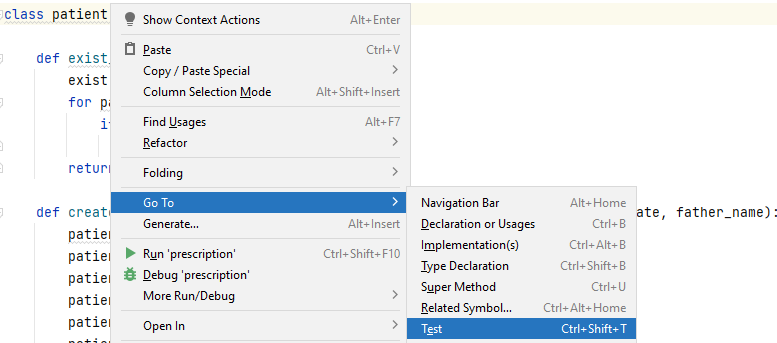 class patient
Show Context Actions Alt+Enter
Paste Ctrl+V
def exist_
Copy / Paste Special
exist
Column Selection Mode Alt+Shift+Insert
for pa
Find Usages Alt+F7
Refactor
return
Folding
Go To
Navigation Bar Alt+Home
def create ate, father_name):
Generate... Alt+Insert
Declaration or Usages Ctrl+B
patien
Implementation(s) Ctrl+Alt+B
Run 'prescription' Ctrl+Shift+F10
patien
Type Declaration Ctrl+Shift+B
Debug 'prescription'
patien
Super Method Ctrl+U
More Run/Debug
patien
Related Symbol... Ctrl+Alt+Home
Open In
patien
Test Ctrl+Shift+T